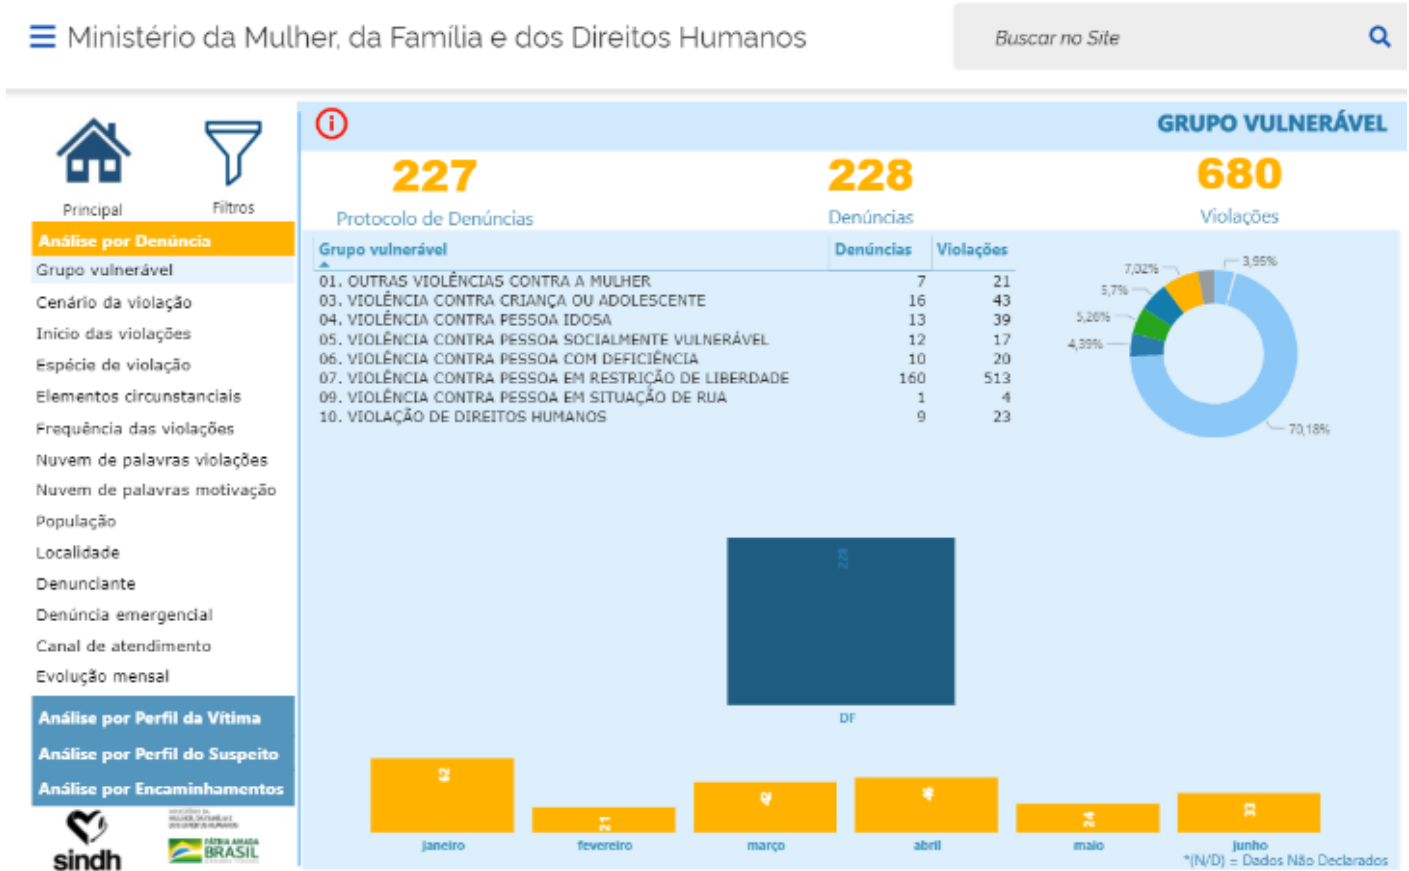 Ministério da Mulher, da Família e dos Direitos Humanos
Buscar no Site
Principal
Filtros
Análise por Denúncia
Grupo vulnerável
Cenário da violação
Início das violações
Espécie de violação
Elementos circunstanciais
Frequência das violações
Nuvem de palavras violações
Nuvem de palavras motivação
População
Localidade
Denunciante
Denúncia emergencial
Canal de atendimento
Evolução mensal
Análise por Perfil da Vítima
Análise por Perfil do Suspeito
Análise por Encaminhamentos
sindh
PÁTRIA AMADA
BRASIL
GRUPO VULNERÁVEL
227 228 680
Protocolo de Denúncias Denúncias Violações
Grupo vulnerável Denúncias Violações
01. OUTRAS VIOLÊNCIAS CONTRA A MULHER 7 21
03. VIOLÊNCIA CONTRA CRIANÇA OU ADOLESCENTE 16 43
04. VIOLÊNCIA CONTRA PESSOA IDOSA 13 39
05. VIOLÊNCIA CONTRA PESSOA SOCIALMENTE VULNERÁVEL 12 17
06. VIOLÊNCIA CONTRA PESSOA COM DEFICIÊNCIA 10 20
07. VIOLÊNCIA CONTRA PESSOA EM RESTRIÇÃO DE LIBERDADE 160 513
09. VIOLÊNCIA CONTRA PESSOA EM SITUAÇÃO DE RUA 1 4
10. VIOLAÇÃO DE DIREITOS HUMANOS 9 23
3,95%
7,02%
5,7%
5,26%
4,39%
70,18%
228
DF
62 21 42 46 24 33
janeiro fevereiro março abril maio junho
*(N/D) = Dados Não Declarados